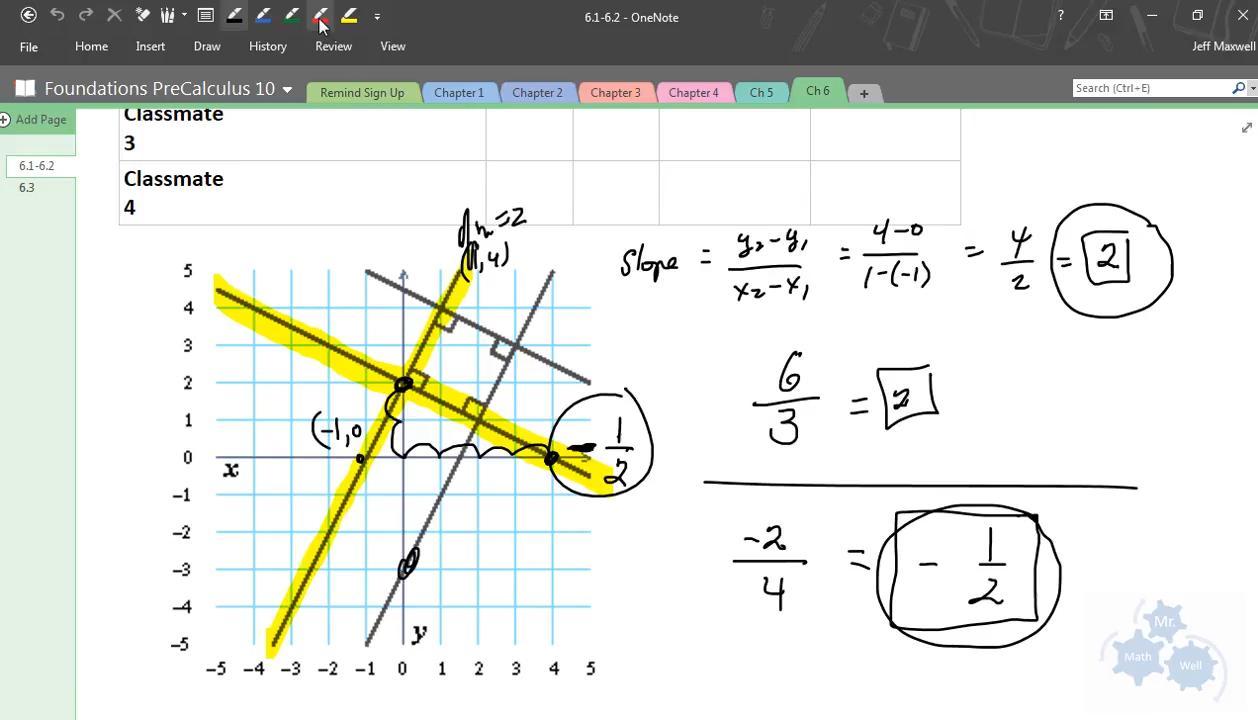 6.1-6.2 - OneNote
?
File
Home
Insert
Draw
History
Review
View
Jeff Maxwell
Foundations PreCalculus 10
Remind Sign Up
Chapter 1
Chapter 2
Chapter 3
Chapter 4
Ch 5
Ch 6
Search (Ctrl+E)
Add Page
6.1-6.2
6.3
Classmate
3
Classmate
4
m = 2
(1,4)
Slope = y₂-y₁ / x₂-x₁ = 4-0 / 1-(-1) = 4/2 = 2
6/3 = 2
-2/4 = -1/2
(-1,0
-1/2
5
4
3
2
1
0
-1
-2
-3
-4
-5
x
y
-5 -4 -3 -2 -1 0 1 2 3 4 5
Mr.
Math
Well